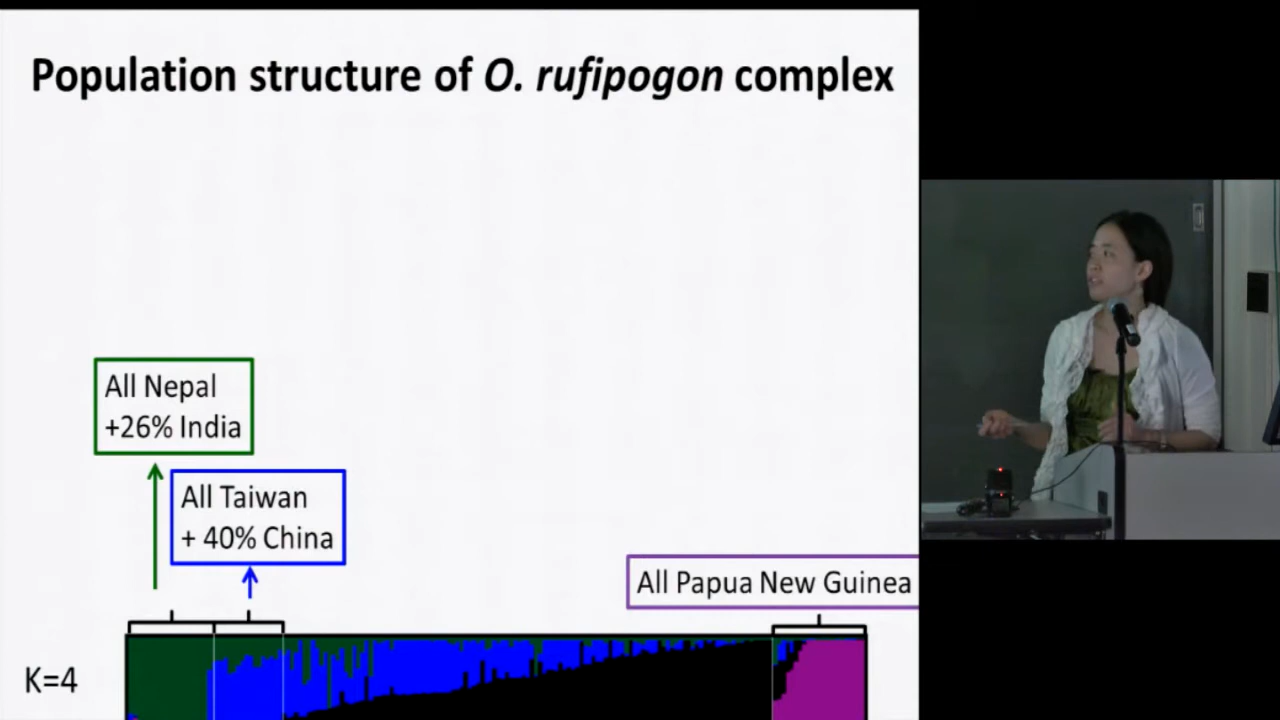 Population structure of O. rufipogon complex
All Nepal
+26% India
All Taiwan
+ 40% China
All Papua New Guinea
K=4